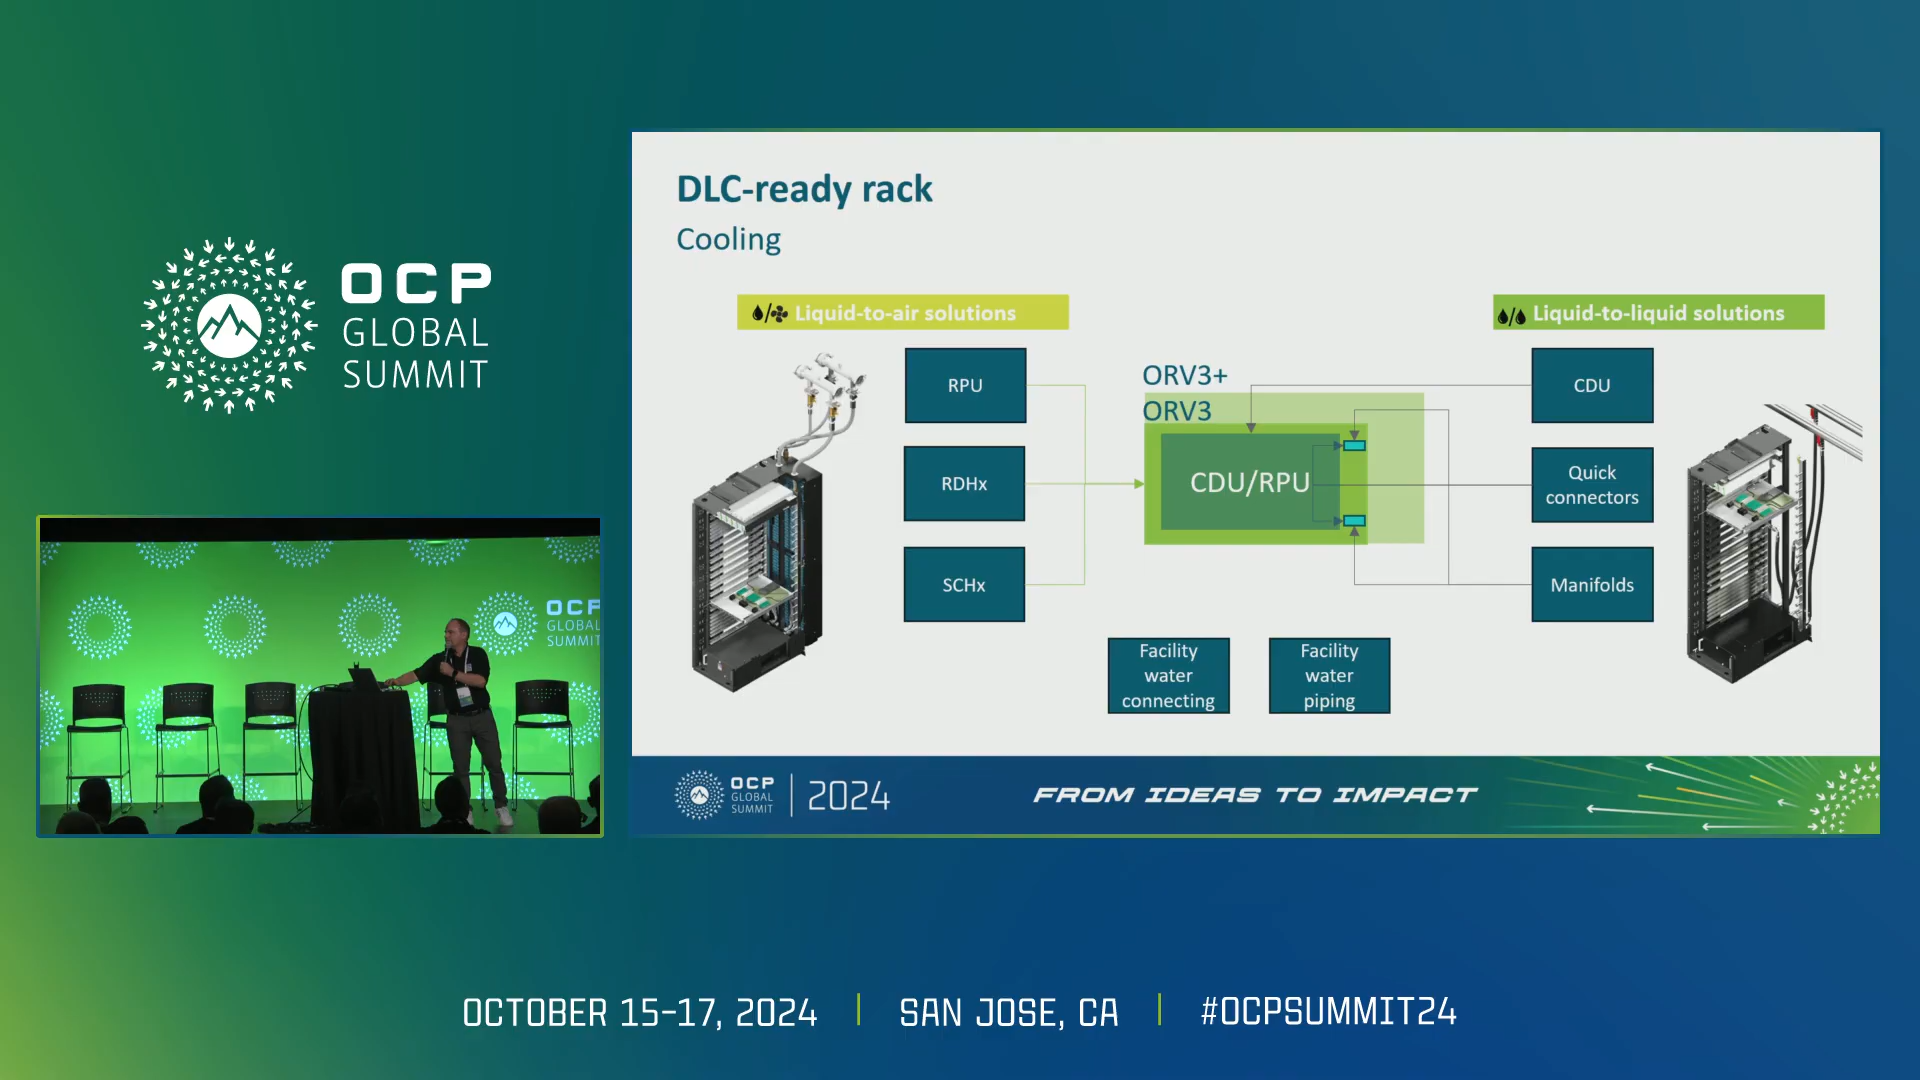 OCP
GLOBAL
SUMMIT
OCP
GLOBAL
SUMMIT
DLC-ready rack
Cooling
Liquid-to-air solutions
RPU
RDHx
SCHx
ORV3+
ORV3
CDU/RPU
Liquid-to-liquid solutions
CDU
Quick
connectors
Manifolds
Facility
water
connecting
Facility
water
piping
OCP
GLOBAL
SUMMIT
2024
FROM IDEAS TO IMPACT
OCTOBER 15-17, 2024
SAN JOSE, CA
#OCPSUMMIT24